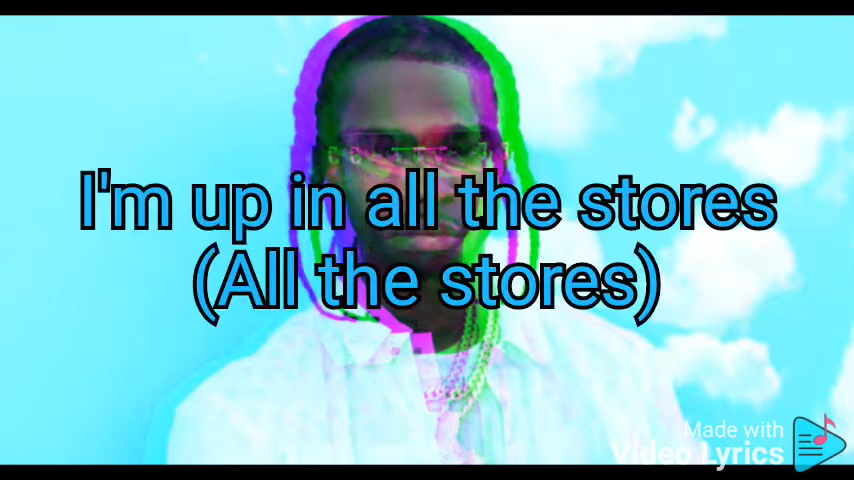 I'm up in all the stores
(All the stores)
Made with
Video Lyrics